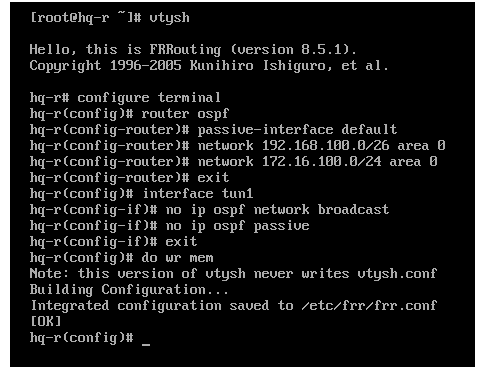 [root@hq-r ~]# vtysh
Hello, this is FRRouting (version 8.5.1).
Copyright 1996-2005 Kunihiro Ishiguro, et al.
hq-r# configure terminal
hq-r(config)# router ospf
hq-r(config-router)# passive-interface default
hq-r(config-router)# network 192.168.100.0/26 area 0
hq-r(config-router)# network 172.16.100.0/24 area 0
hq-r(config-router)# exit
hq-r(config)# interface tun1
hq-r(config-if)# no ip ospf network broadcast
hq-r(config-if)# no ip ospf passive
hq-r(config-if)# exit
hq-r(config)# do wr mem
Note: this version of vtysh never writes vtysh.conf
Building Configuration...
Integrated configuration saved to /etc/frr/frr.conf
[OK]
hq-r(config)# _